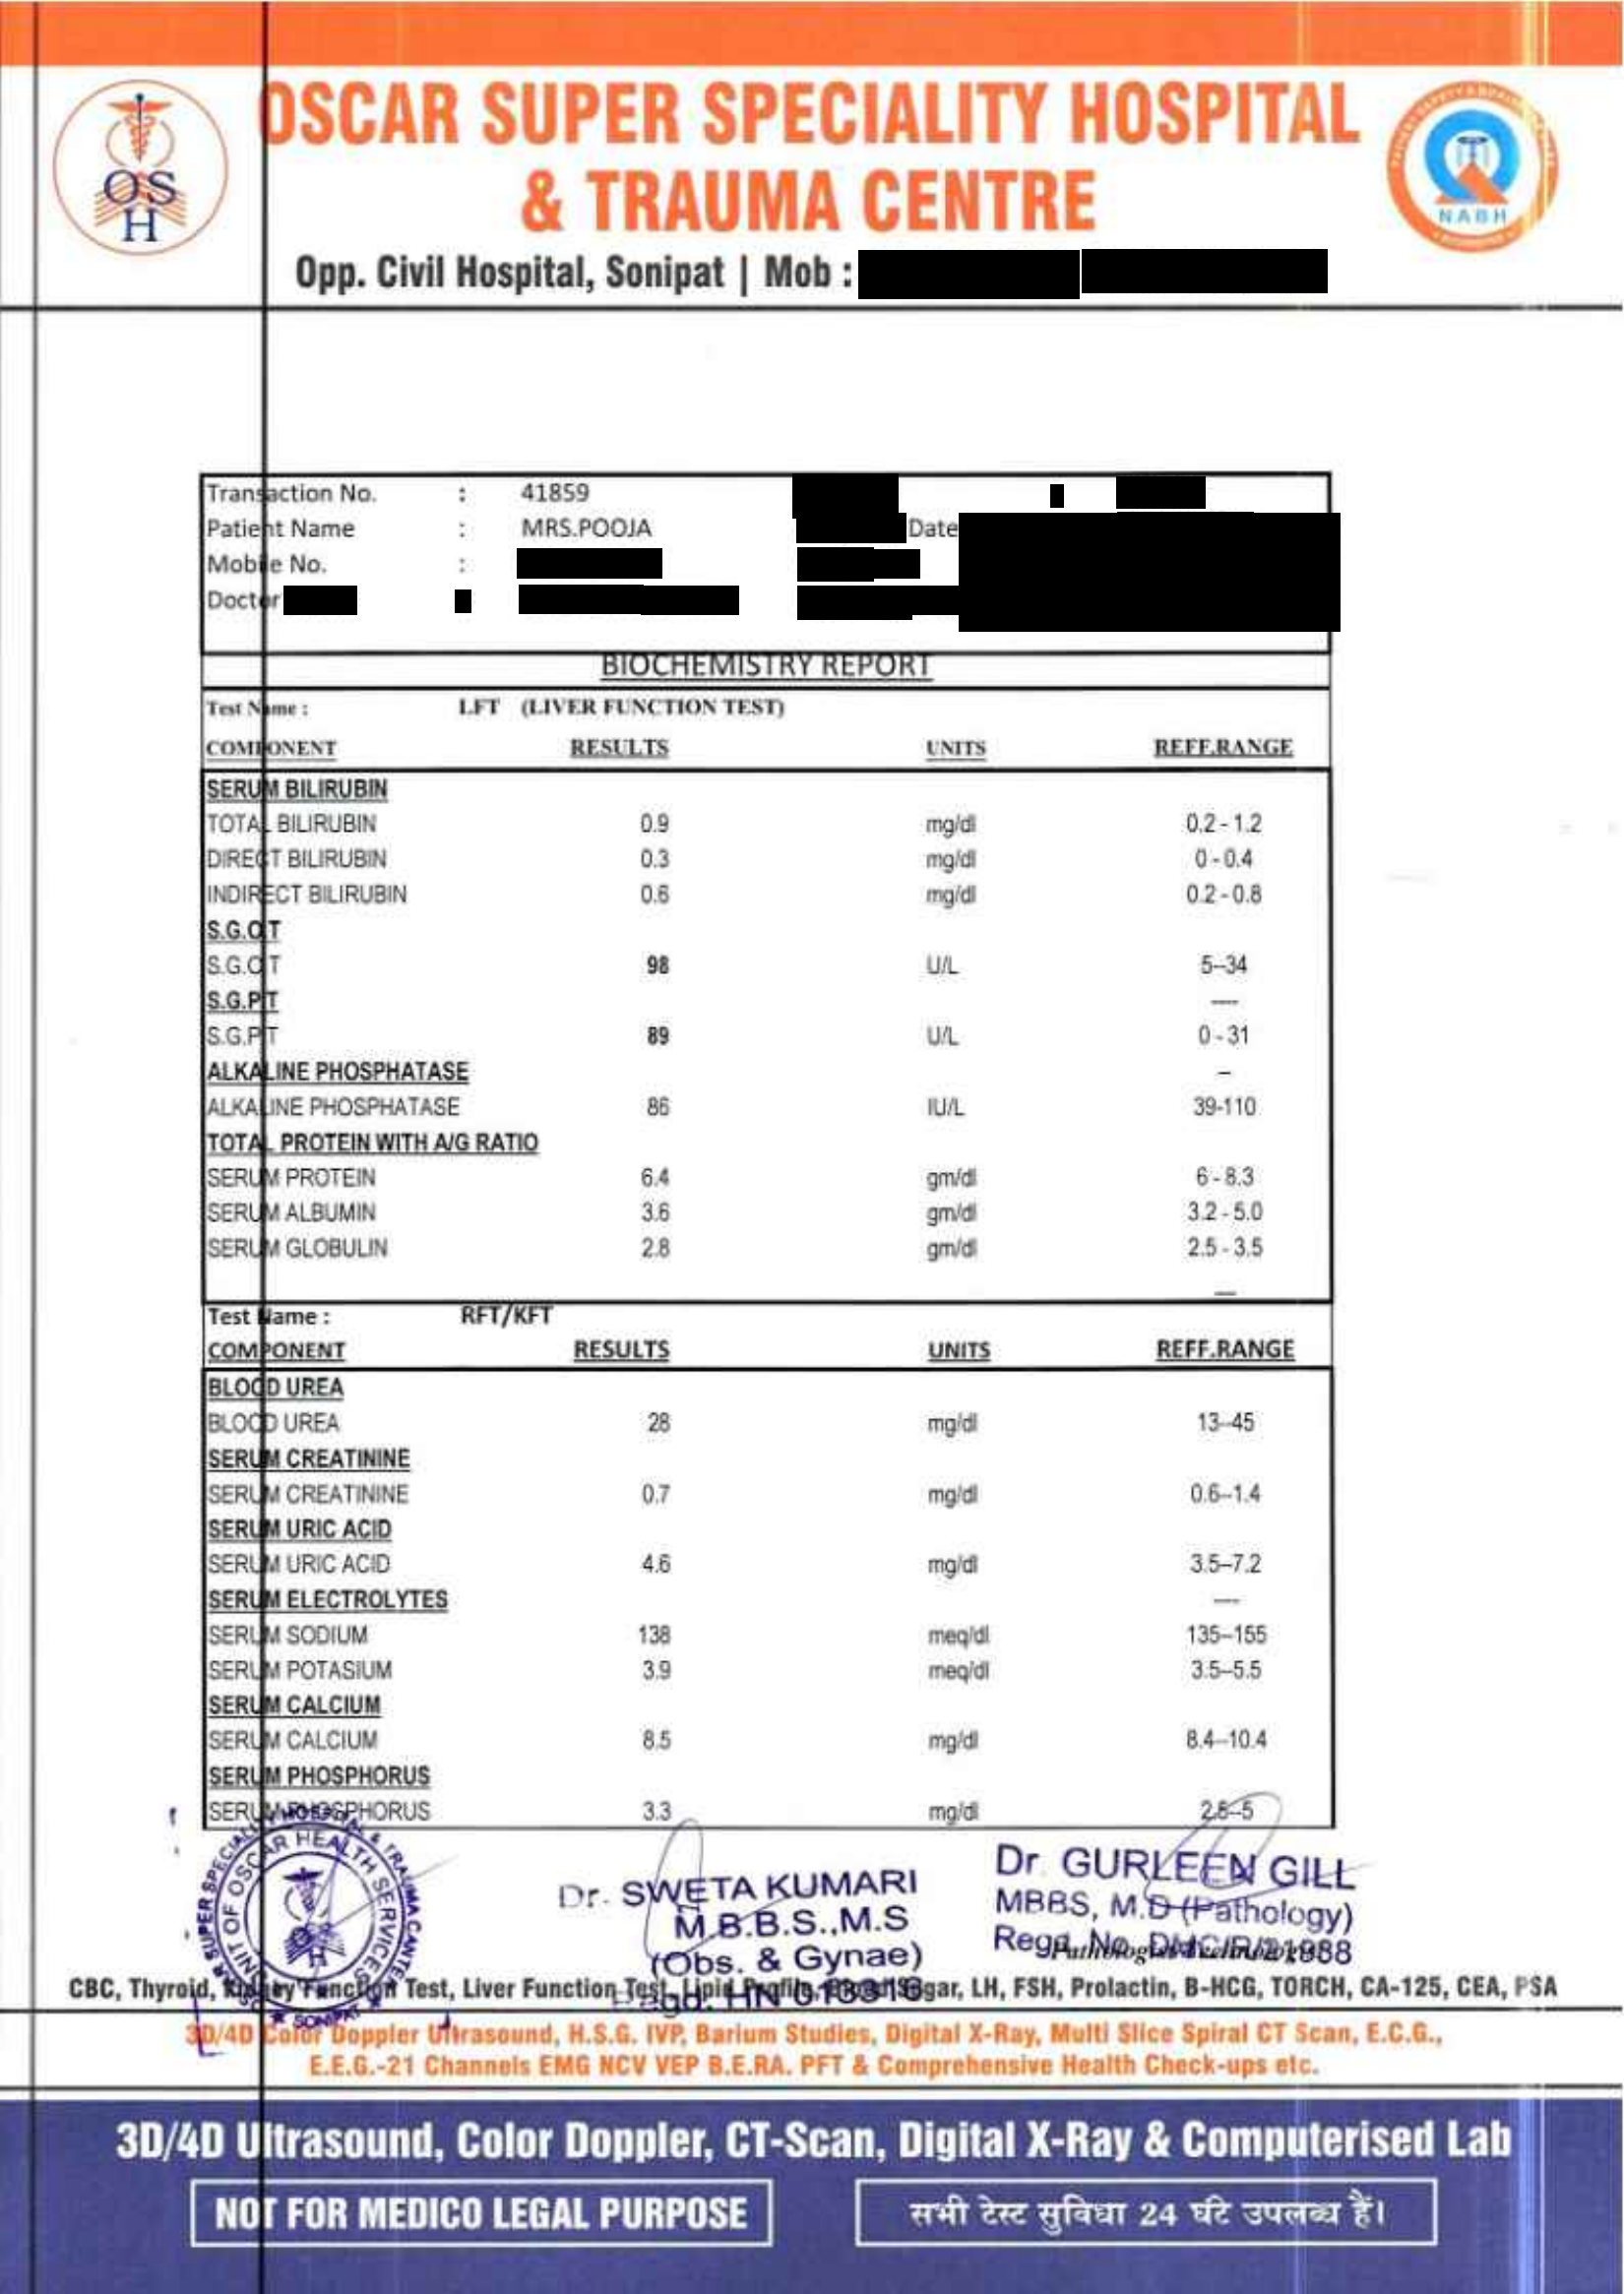 OSCAR SUPER SPECIALITY HOSPITAL
& TRAUMA CENTRE
OSH
NABH
Opp. Civil Hospital, Sonipat | Mob :
Transaction No. : 41859
Patient Name : MRS.POOJA Date
Mobile No. :
Doctor
BIOCHEMISTRY REPORT
Test Name : LFT (LIVER FUNCTION TEST)
COMPONENT RESULTS UNITS REFF.RANGE
SERUM BILIRUBIN
TOTAL BILIRUBIN 0.9 mg/dl 0.2 - 1.2
DIRECT BILIRUBIN 0.3 mg/dl 0 - 0.4
INDIRECT BILIRUBIN 0.6 mg/dl 0.2 - 0.8
S.G.O.T
S.G.O.T 98 U/L 5--34
S.G.P.T ----
S.G.P.T 89 U/L 0 - 31
ALKALINE PHOSPHATASE --
ALKALINE PHOSPHATASE 86 IU/L 39-110
TOTAL PROTEIN WITH A/G RATIO
SERUM PROTEIN 6.4 gm/dl 6 - 8.3
SERUM ALBUMIN 3.6 gm/dl 3.2 - 5.0
SERUM GLOBULIN 2.8 gm/dl 2.5 - 3.5
Test Name : RFT/KFT
COMPONENT RESULTS UNITS REFF.RANGE
BLOOD UREA
BLOOD UREA 28 mg/dl 13--45
SERUM CREATININE
SERUM CREATININE 0.7 mg/dl 0.6--1.4
SERUM URIC ACID
SERUM URIC ACID 4.6 mg/dl 3.5--7.2
SERUM ELECTROLYTES ----
SERUM SODIUM 138 meq/dl 135--155
SERUM POTASIUM 3.9 meq/dl 3.5--5.5
SERUM CALCIUM
SERUM CALCIUM 8.5 mg/dl 8.4--10.4
SERUM PHOSPHORUS
SERUM PHOSPHORUS 3.3 mg/dl 2.5--5
UNIT OF OSCAR HEALTH SERVICES
SONIPAT
Dr. SWETA KUMARI
M.B.B.S.,M.S
(Obs. & Gynae)
Dr. GURLEEN GILL
MBBS, M.D (Pathology)
Regd. No.
CBC, Thyroid, Kidney Function Test, Liver Function Test, Lipid Profile, Blood Sugar, LH, FSH, Prolactin, B-HCG, TORCH, CA-125, CEA, PSA
3D/4D Color Doppler Ultrasound, H.S.G. IVP, Barium Studies, Digital X-Ray, Multi Slice Spiral CT Scan, E.C.G.,
E.E.G.-21 Channels EMG NCV VEP B.E.RA. PFT & Comprehensive Health Check-ups etc.
3D/4D Ultrasound, Color Doppler, CT-Scan, Digital X-Ray & Computerised Lab
NOT FOR MEDICO LEGAL PURPOSE
सभी टेस्ट सुविधा 24 घंटे उपलब्ध हैं।